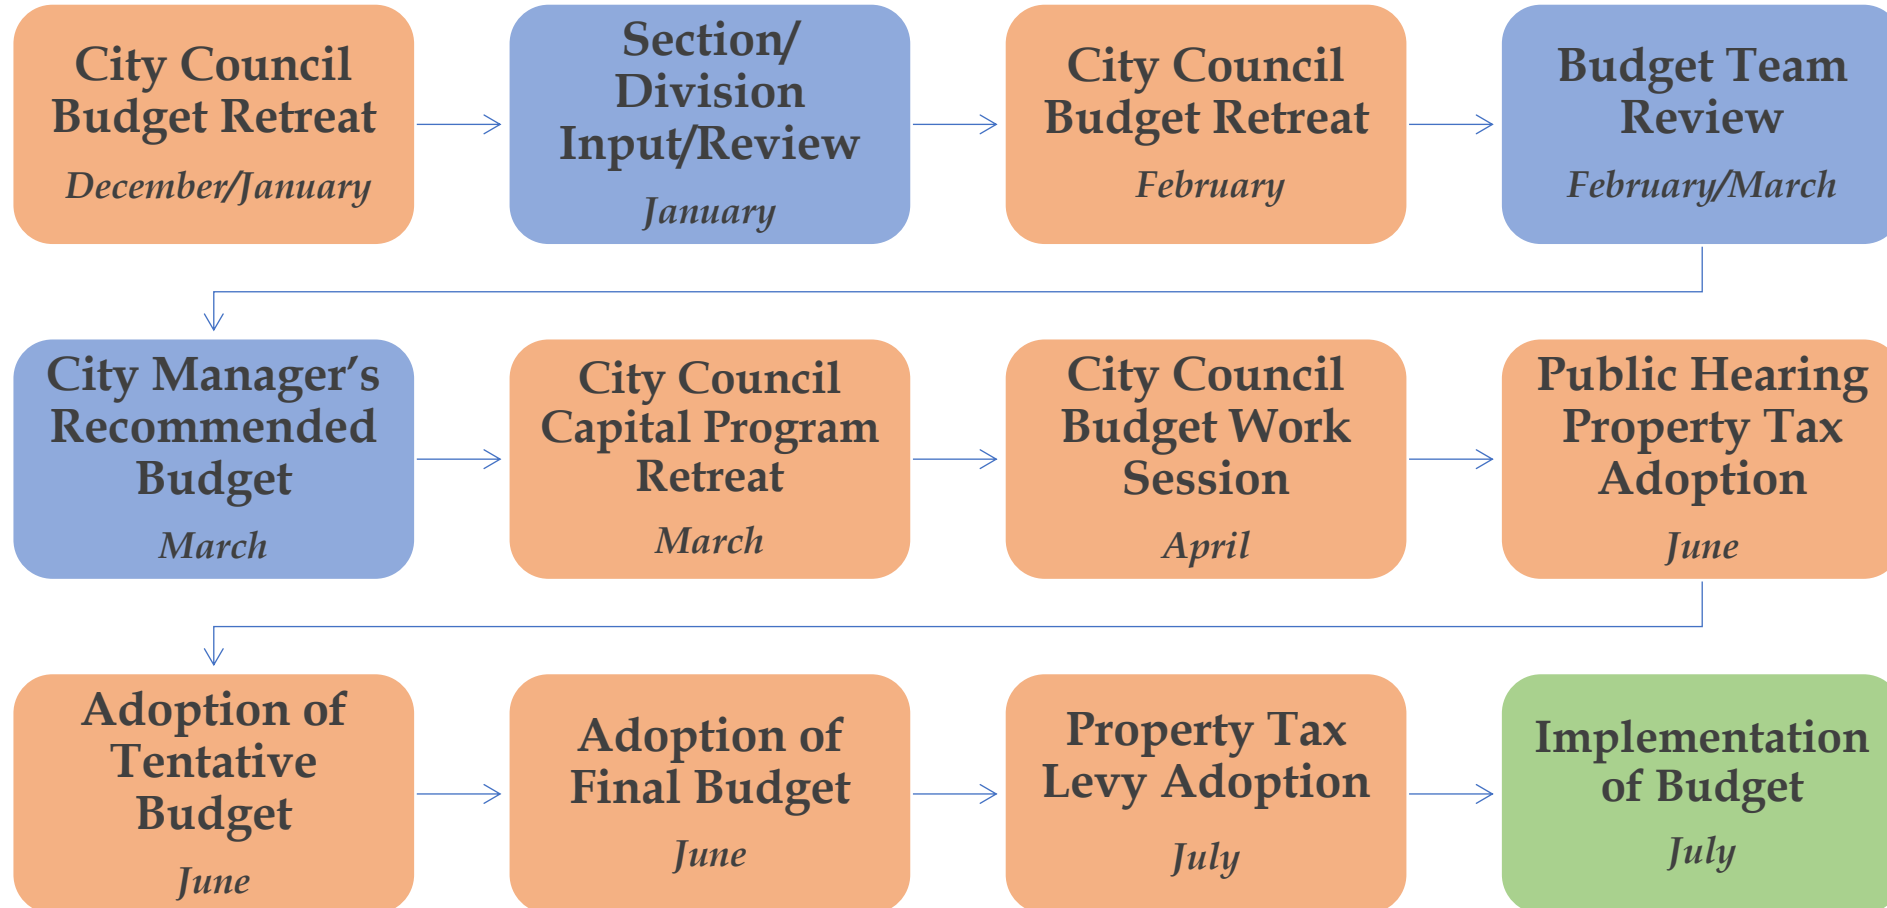 City Council
Budget Retreat
December/January
Section/
Division
Input/Review
January
City Council
Budget Retreat
February
Budget Team
Review
February/March
City Manager’s
Recommended
Budget
March
City Council
Capital Program
Retreat
March
City Council
Budget Work
Session
April
Public Hearing
Property Tax
Adoption
June
Adoption of
Tentative
Budget
June
Adoption of
Final Budget
June
Property Tax
Levy Adoption
July
Implementation
of Budget
July